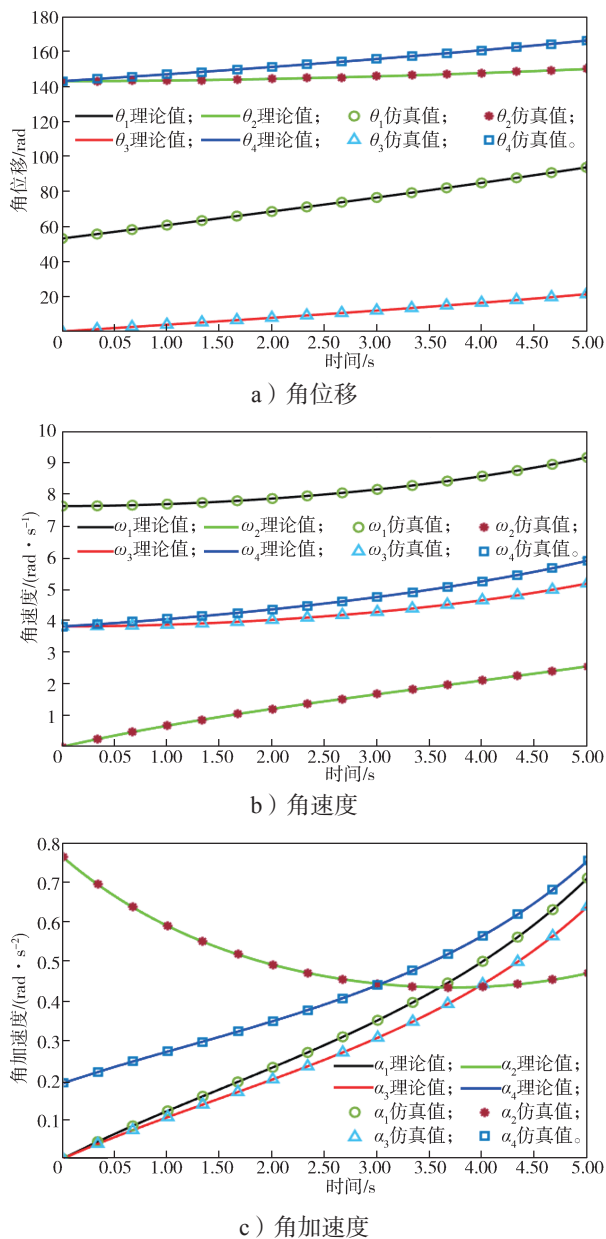 180
160
140
120
100
80
60
40
20
角位移/rad
θ₁理论值； θ₂理论值； θ₁仿真值； θ₂仿真值；
θ₃理论值； θ₄理论值； θ₃仿真值； θ₄仿真值。
0 0.05 1.00 1.50 2.00 2.50 3.00 3.50 4.00 4.50 5.00
时间/s
a）角位移
10
9
8
7
6
5
4
3
2
1
角速度/(rad·s⁻¹)
ω₁理论值； ω₂理论值； ω₁仿真值； ω₂仿真值；
ω₃理论值； ω₄理论值； ω₃仿真值； ω₄仿真值。
0 0.05 1.00 1.50 2.00 2.50 3.00 3.50 4.00 4.50 5.00
时间/s
b）角速度
0.8
0.7
0.6
0.5
0.4
0.3
0.2
0.1
角加速度/(rad·s⁻²)
α₁理论值； α₂理论值；
α₃理论值； α₄理论值；
α₁仿真值； α₂仿真值；
α₃仿真值； α₄仿真值。
0 0.05 1.00 1.50 2.00 2.50 3.00 3.50 4.00 4.50 5.00
时间/s
c）角加速度